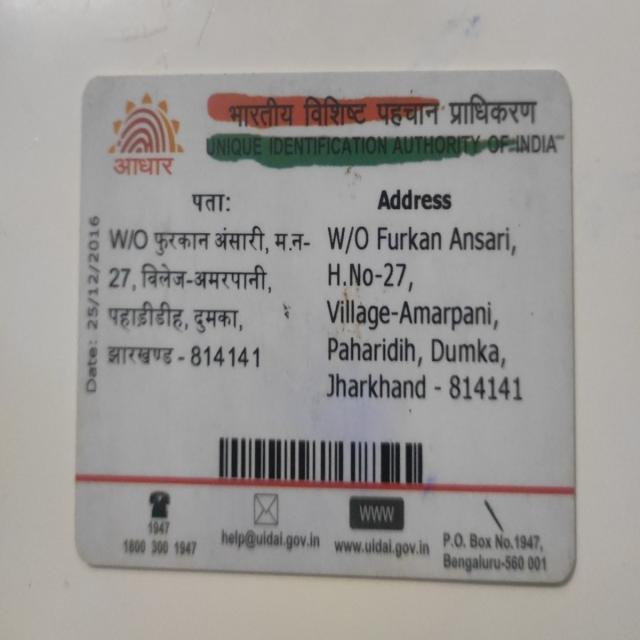 भारतीय विशिष्ट पहचान प्राधिकरण
UNIQUE IDENTIFICATION AUTHORITY OF INDIA
आधार
पता:
W/O फुरकान अंसारी, म.न-
27, विलेज-अमरपानी,
पहाड़ीडीह, दुमका,
झारखण्ड - 814141
Address
W/O Furkan Ansari,
H.No-27,
Village-Amarpani,
Paharidih, Dumka,
Jharkhand - 814141
Date: 25/12/2016
1947
1800 300 1947
help@uidai.gov.in
WWW
www.uidai.gov.in
P.O. Box No.1947,
Bengaluru-560 001